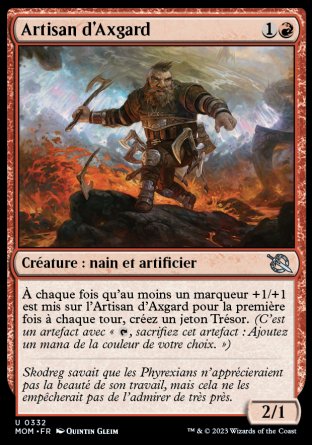 Artisan d'Axgard 1
Créature : nain et artificier
À chaque fois qu'au moins un marqueur +1/+1
est mis sur l'Artisan d'Axgard pour la première
fois à chaque tour, créez un jeton Trésor. (C'est
un artefact avec « , sacrifiez cet artefact : Ajoutez
un mana de la couleur de votre choix. »)
Skodreg savait que les Phyrexians n'apprécieraient
pas la beauté de son travail, mais cela ne les
empêcherait pas de l'admirer de très près.
2/1
U 0332
MOM • FR Quintin Gleim
™ & © 2023 Wizards of the Coast